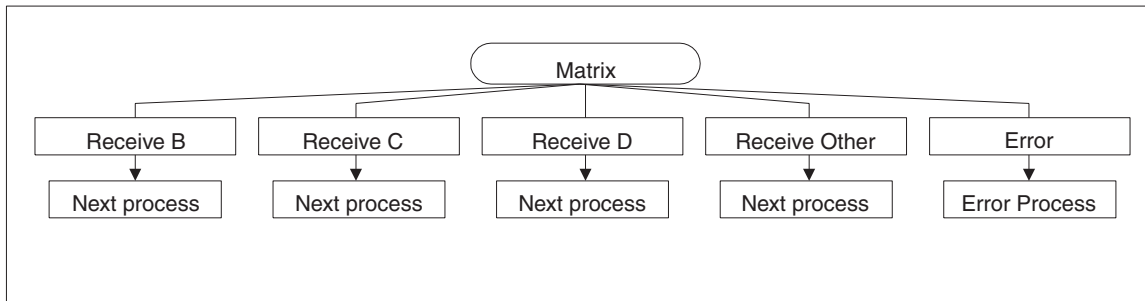 Matrix
Receive B
Receive C
Receive D
Receive Other
Error
Next process
Next process
Next process
Next process
Error Process